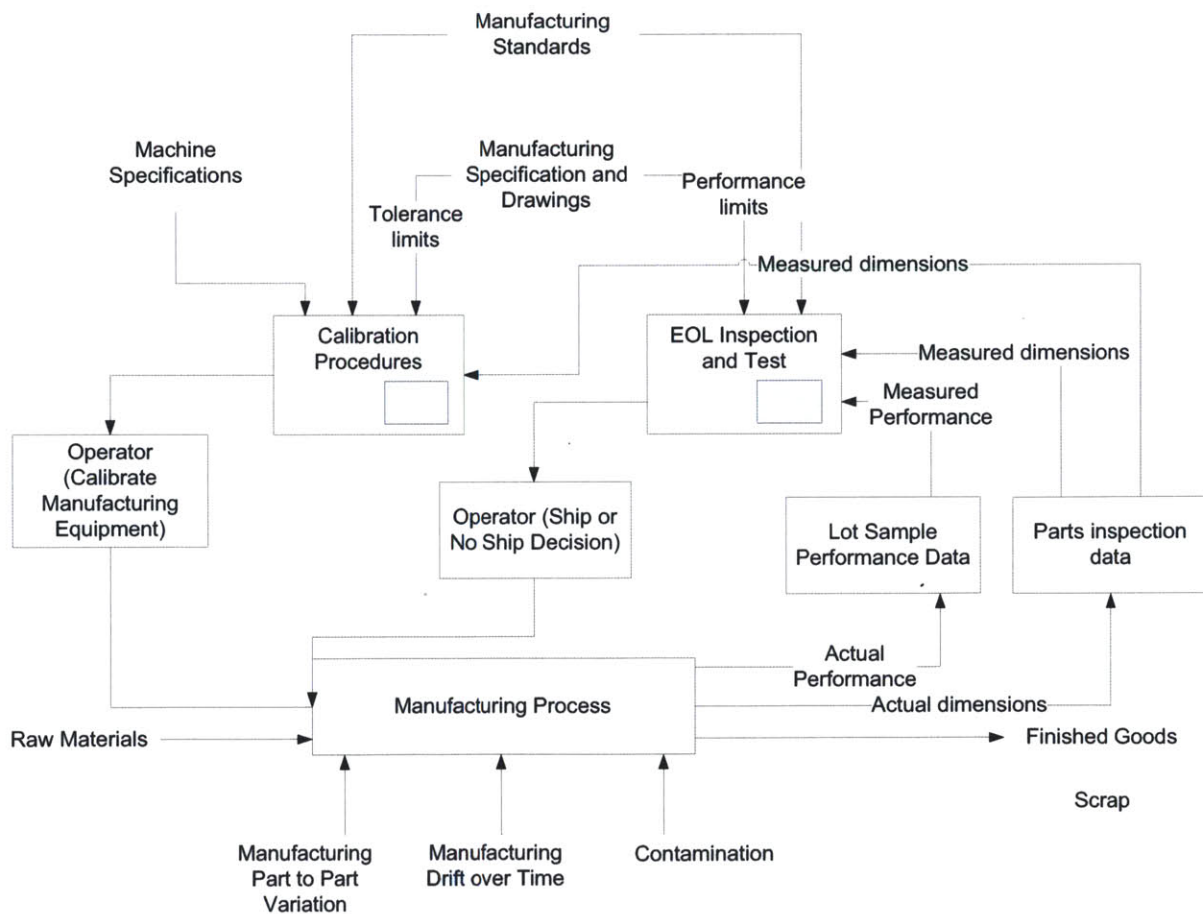 Manufacturing
Standards
Machine
Specifications
Manufacturing
Specification and
Drawings
Performance
limits
Tolerance
limits
Measured dimensions
Calibration
Procedures
EOL Inspection
and Test
Measured dimensions
Measured
Performance
Operator
(Calibrate
Manufacturing
Equipment)
Operator (Ship or
No Ship Decision)
Lot Sample
Performance Data
Parts inspection
data
Actual
Performance
Manufacturing Process
Actual dimensions
Raw Materials
Finished Goods
Scrap
Manufacturing
Part to Part
Variation
Manufacturing
Drift over Time
Contamination